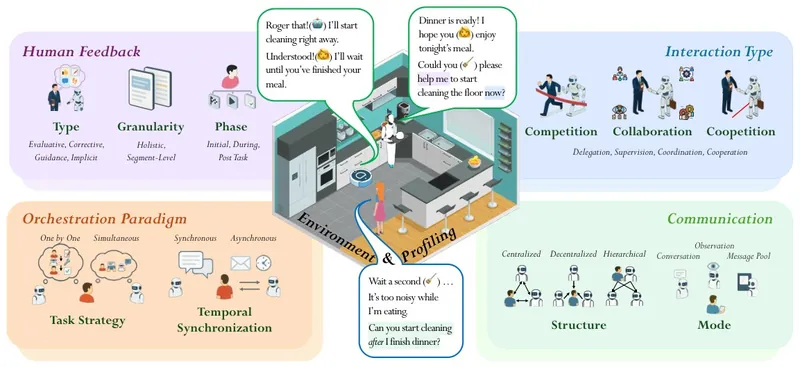 Human Feedback
Type
Evaluative, Corrective,
Guidance, Implicit
Granularity
Holistic,
Segment-Level
Phase
Initial, During,
Post Task
Roger that!( ) I'll start
cleaning right away.
Understood!( ) I'll wait
until you've finished your
meal.
Dinner is ready! I
hope you ( ) enjoy
tonight's meal.
Could you ( ) please
help me to start
cleaning the floor now?
Interaction Type
Competition
Collaboration
Coopetition
Delegation, Supervision, Coordination, Cooperation
Environment & Profiling
Orchestration Paradigm
One by One
Simultaneous
Task Strategy
Synchronous
Asynchronous
Temporal
Synchronization
Wait a second ( ) …
It's too noisy while
I'm eating.
Can you start cleaning
after I finish dinner?
Communication
Centralized
Decentralized
Hierarchical
Structure
Observation
Conversation
Message Pool
Mode